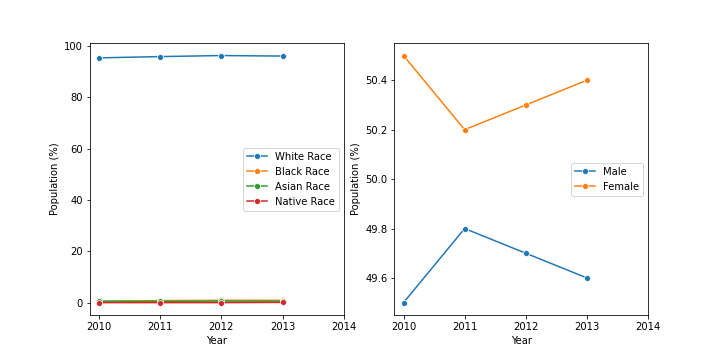 100
80
60
40
20
0
Population (%)
2010 2011 2012 2013 2014
Year
White Race
Black Race
Asian Race
Native Race
50.4
50.2
50.0
49.8
49.6
Population (%)
2010 2011 2012 2013 2014
Year
Male
Female